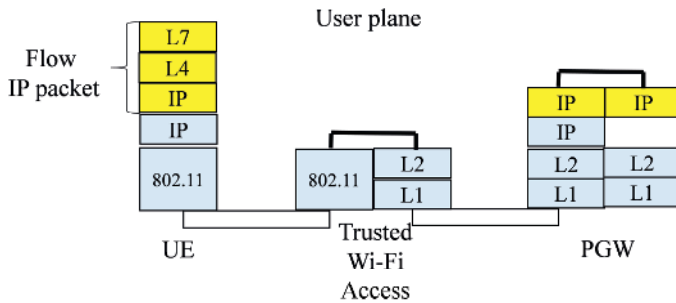 User plane
Flow
IP packet
L7
L4
IP
IP
802.11
802.11
L2
L1
IP
IP
IP
L2
L2
L1
L1
UE
Trusted
Wi-Fi
Access
PGW